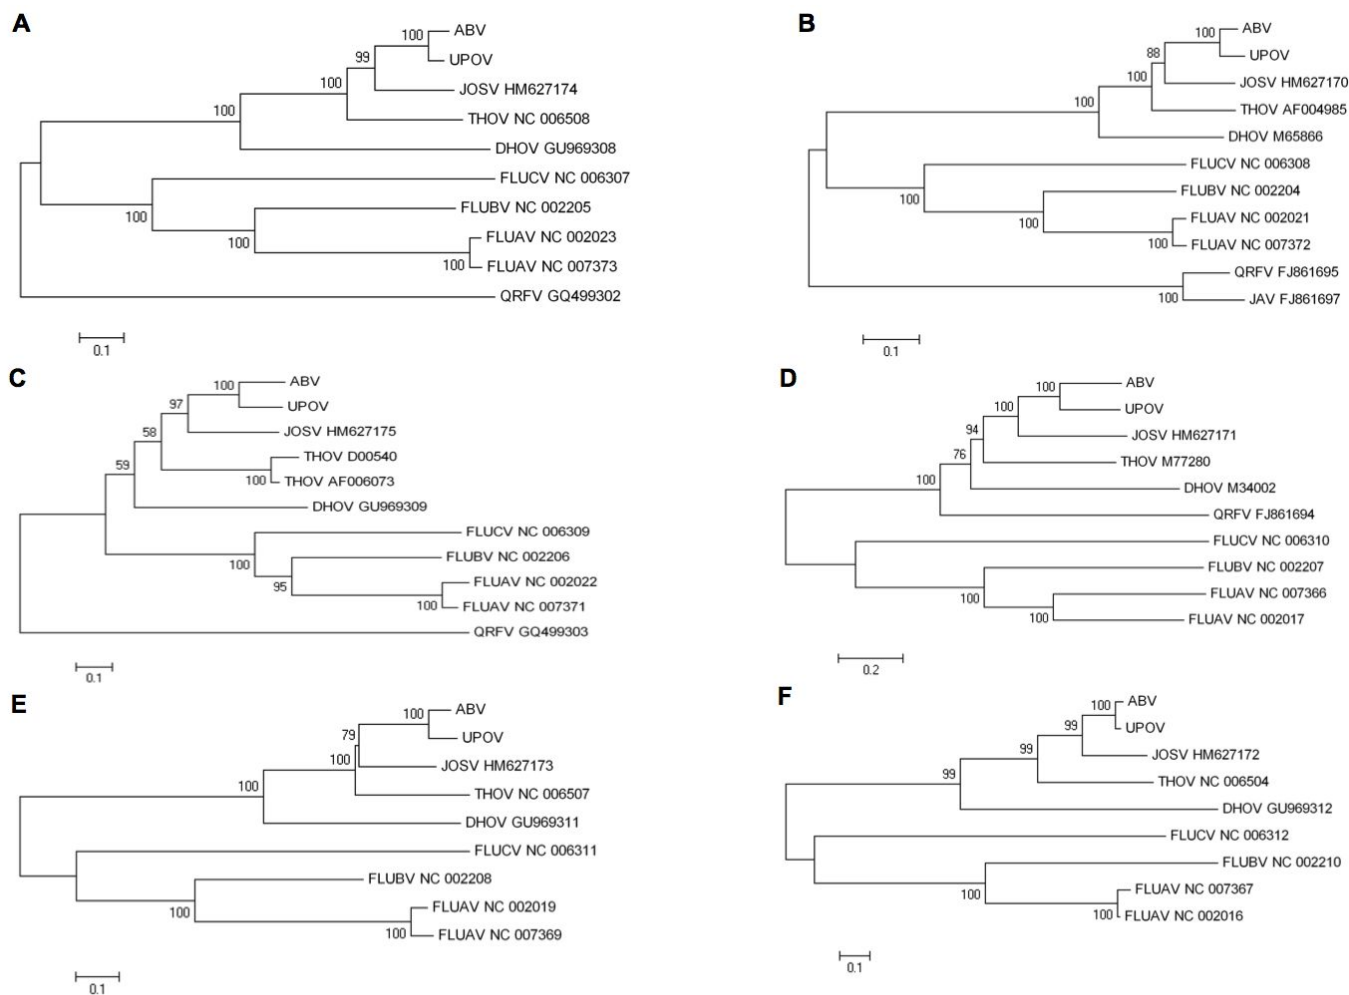 A
100
ABV
UPOV
99
100
JOSV HM627174
100
THOV NC 006508
DHOV GU969308
FLUCV NC 006307
100
FLUBV NC 002205
100
FLUAV NC 002023
100
FLUAV NC 007373
QRFV GQ499302
0.1
B
100
ABV
UPOV
88
100
JOSV HM627170
100
THOV AF004985
DHOV M65866
FLUCV NC 006308
100
FLUBV NC 002204
100
FLUAV NC 002021
100
FLUAV NC 007372
QRFV FJ861695
100
JAV FJ861697
0.1
C
100
ABV
UPOV
97
58
JOSV HM627175
59
THOV D00540
100
THOV AF006073
DHOV GU969309
FLUCV NC 006309
100
FLUBV NC 002206
95
FLUAV NC 002022
100
FLUAV NC 007371
QRFV GQ499303
0.1
D
100
ABV
100
UPOV
94
JOSV HM627171
76
THOV M77280
100
DHOV M34002
QRFV FJ861694
FLUCV NC 006310
FLUBV NC 002207
100
FLUAV NC 007366
100
FLUAV NC 002017
0.2
E
100
ABV
79
UPOV
100
JOSV HM627173
100
THOV NC 006507
DHOV GU969311
FLUCV NC 006311
FLUBV NC 002208
100
FLUAV NC 002019
100
FLUAV NC 007369
0.1
F
100
ABV
99
UPOV
99
JOSV HM627172
99
THOV NC 006504
DHOV GU969312
FLUCV NC 006312
FLUBV NC 002210
100
FLUAV NC 007367
100
FLUAV NC 002016
0.1